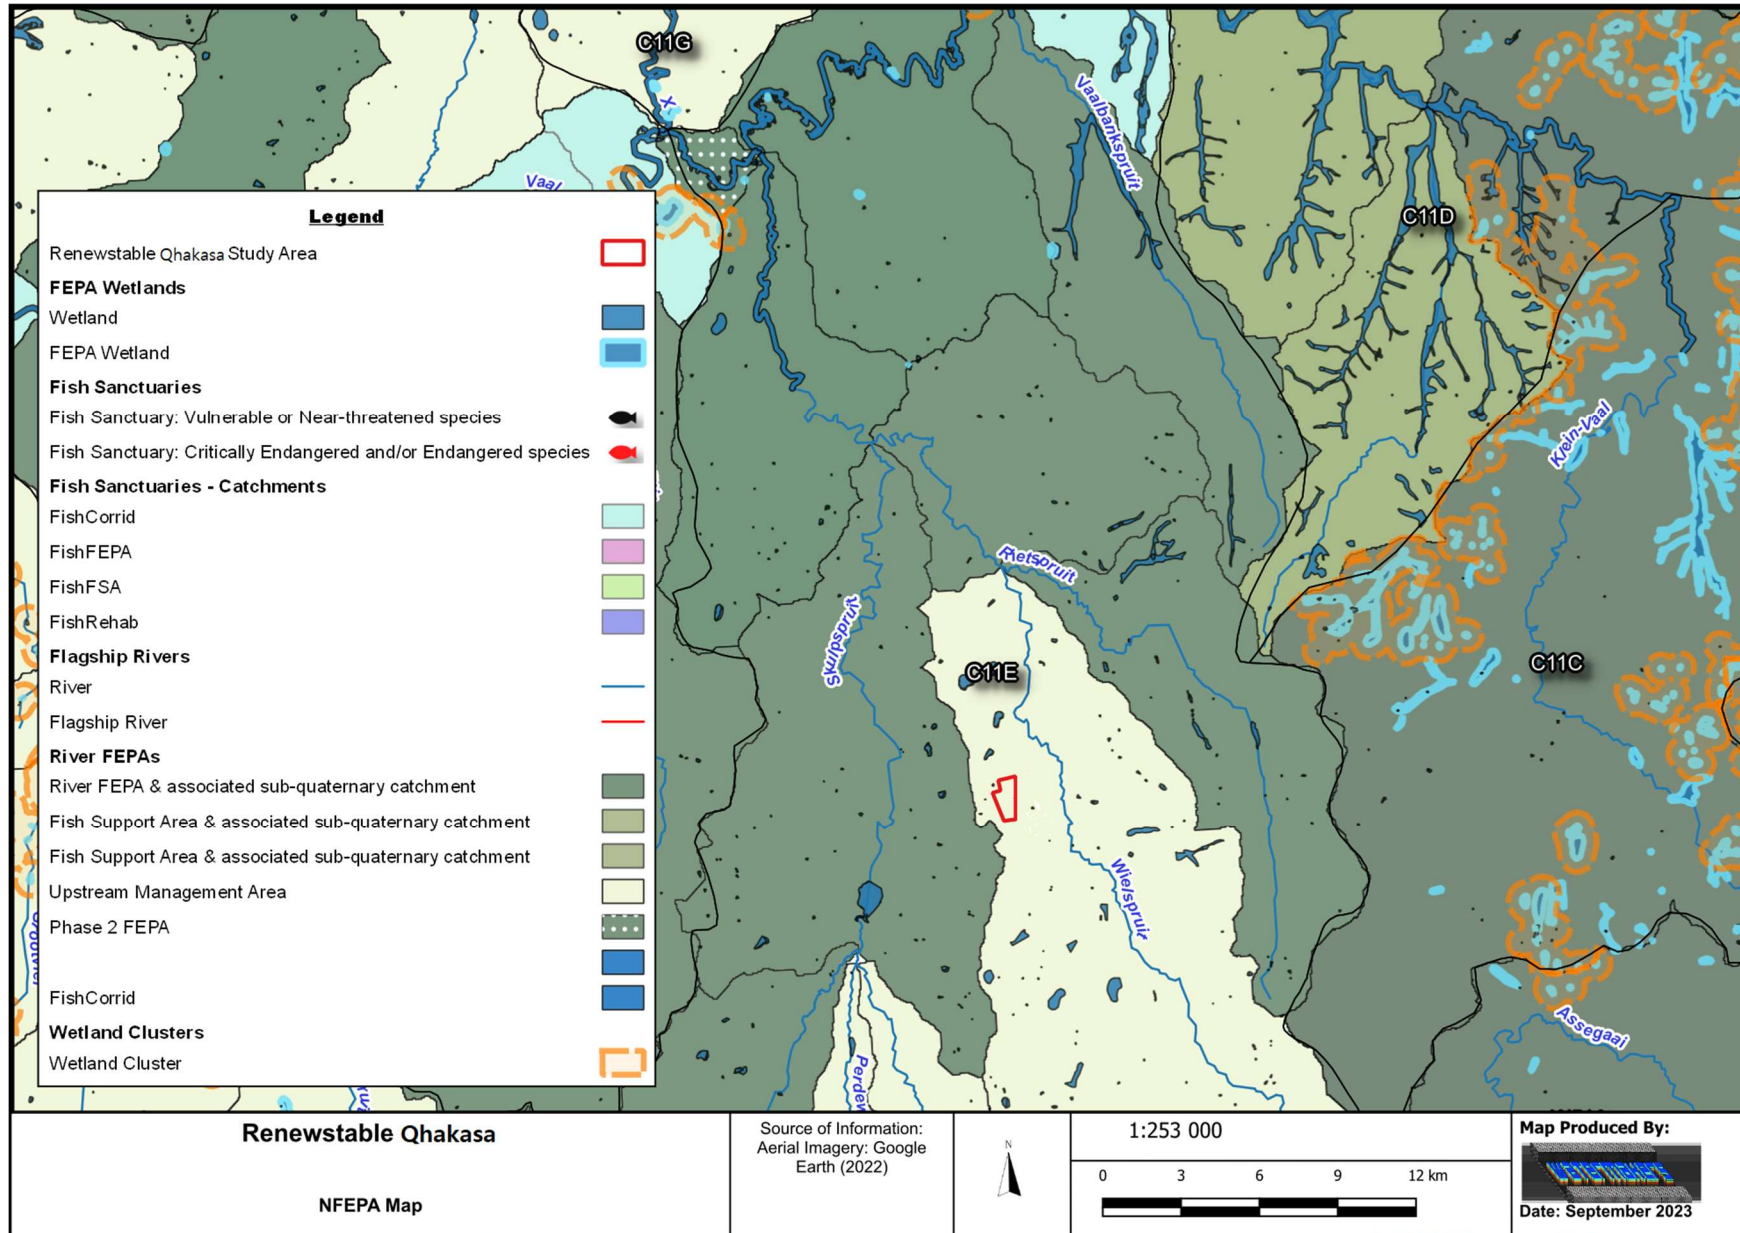 C11G
Vaalbankspruit
Vaal
C11D
Legend
Renewstable Qhakasa Study Area
FEPA Wetlands
Wetland
FEPA Wetland
Fish Sanctuaries
Fish Sanctuary: Vulnerable or Near-threatened species
Fish Sanctuary: Critically Endangered and/or Endangered species
Fish Sanctuaries - Catchments
FishCorrid
FishFEPA
FishFSA
FishRehab
Flagship Rivers
River
Flagship River
River FEPAs
River FEPA & associated sub-quaternary catchment
Fish Support Area & associated sub-quaternary catchment
Fish Support Area & associated sub-quaternary catchment
Upstream Management Area
Phase 2 FEPA
FishCorrid
Wetland Clusters
Wetland Cluster
Klein-Vaal
Rietspruit
Skulpspruit
C11E
C11C
Wielspruit
Assegaai
Perdew
Renewstable Qhakasa
NFEPA Map
Source of Information:
Aerial Imagery: Google
Earth (2022)
N
1:253 000
0 3 6 9 12 km
Map Produced By:
WATERMAKERS
Date: September 2023